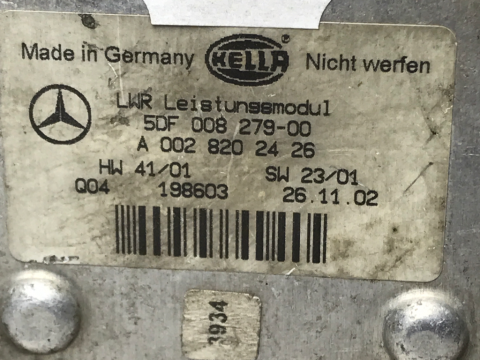 Made in Germany HELLA Nicht werfen
LWR Leistungsmodul
5DF 008 279-00
A 002 820 24 26
HW 41/01 SW 23/01
Q04 198603 26.11.02
3934